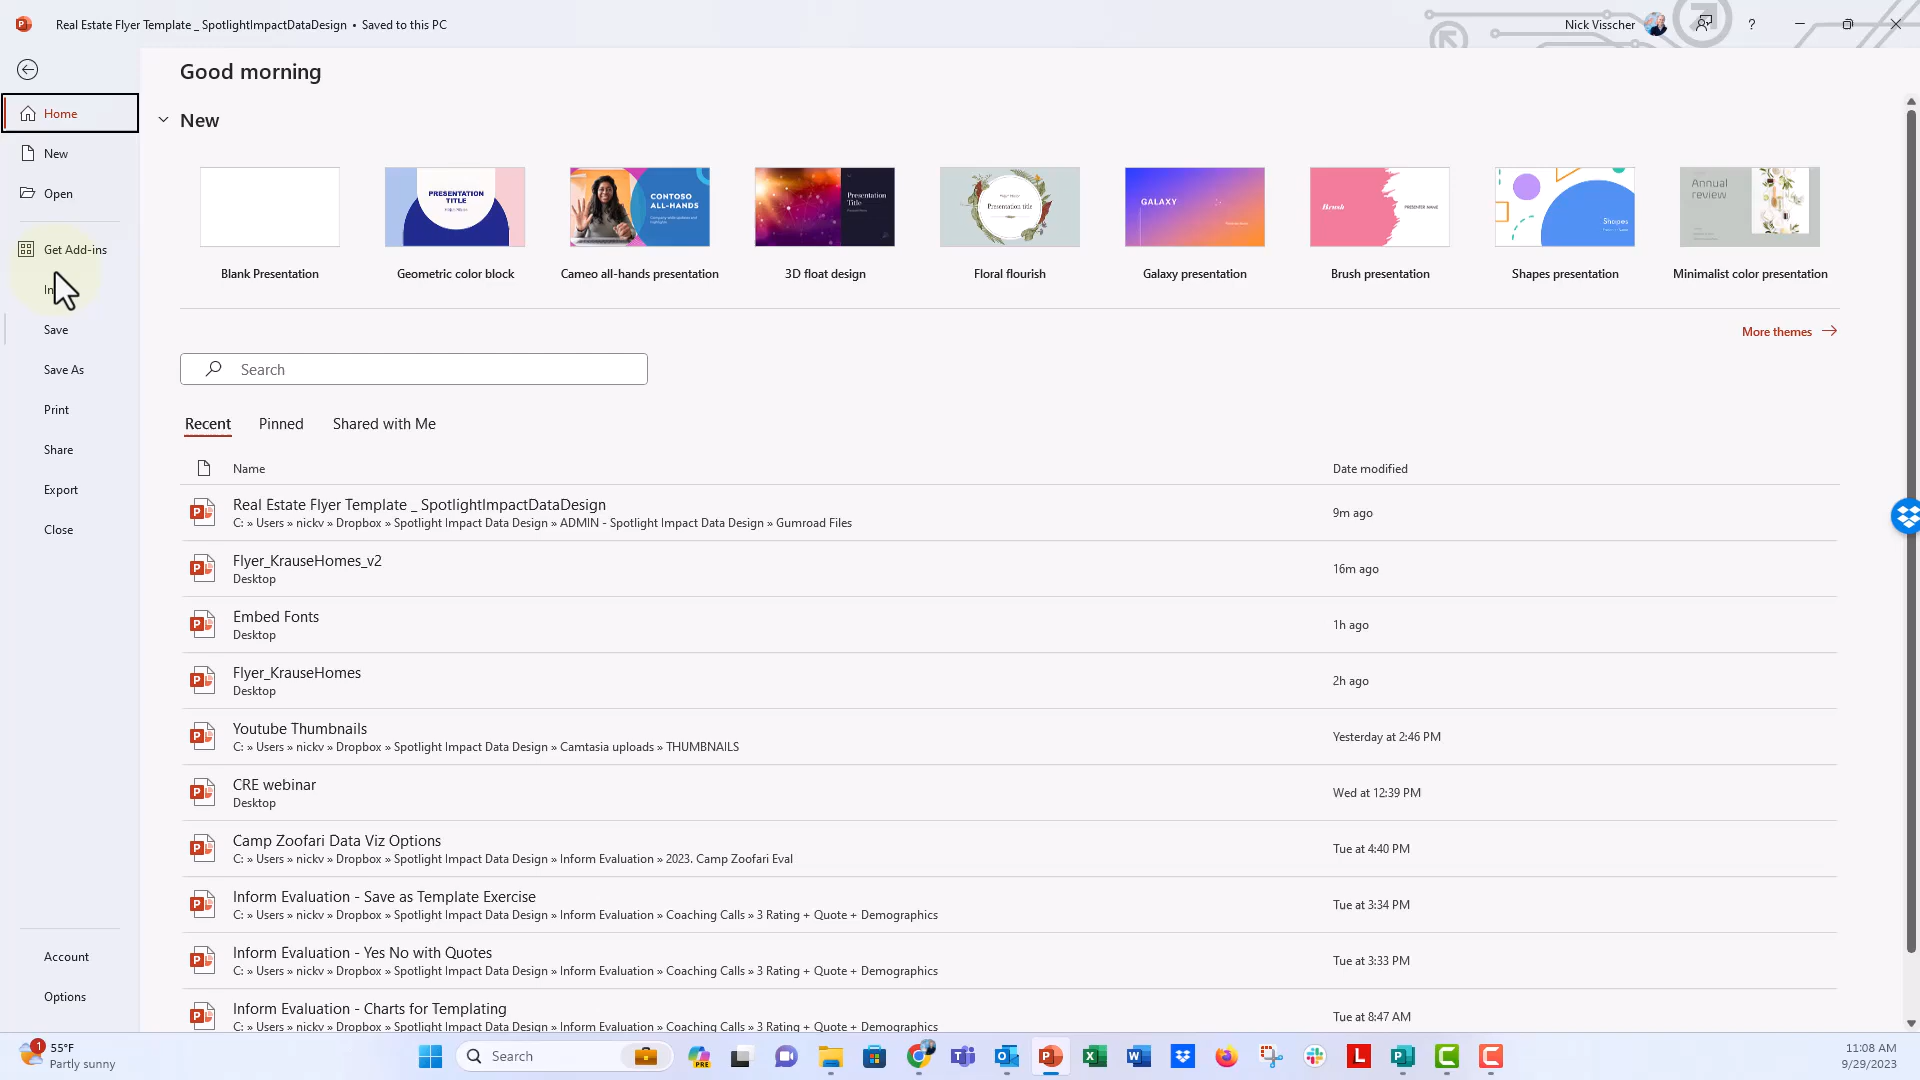 Real Estate Flyer Template _ SpotlightImpactDataDesign • Saved to this PC
Nick Visscher
?
Good morning
Home
New
New
Open
Get Add-ins
Save
Save As
Print
Share
Export
Close
Account
Options
PRESENTATION
TITLE
CONTOSO
ALL-HANDS
Presentation
Title
Presentation title
GALAXY
Brush
PRESENTER NAME
Shapes
Annual
review
Blank Presentation
Geometric color block
Cameo all-hands presentation
3D float design
Floral flourish
Galaxy presentation
Brush presentation
Shapes presentation
Minimalist color presentation
More themes
Search
Recent Pinned Shared with Me
Name Date modified
Real Estate Flyer Template _ SpotlightImpactDataDesign
C: » Users » nickv » Dropbox » Spotlight Impact Data Design » ADMIN - Spotlight Impact Data Design » Gumroad Files
9m ago
Flyer_KrauseHomes_v2
Desktop
16m ago
Embed Fonts
Desktop
1h ago
Flyer_KrauseHomes
Desktop
2h ago
Youtube Thumbnails
C: » Users » nickv » Dropbox » Spotlight Impact Data Design » Camtasia uploads » THUMBNAILS
Yesterday at 2:46 PM
CRE webinar
Desktop
Wed at 12:39 PM
Camp Zoofari Data Viz Options
C: » Users » nickv » Dropbox » Spotlight Impact Data Design » Inform Evaluation » 2023. Camp Zoofari Eval
Tue at 4:40 PM
Inform Evaluation - Save as Template Exercise
C: » Users » nickv » Dropbox » Spotlight Impact Data Design » Inform Evaluation » Coaching Calls » 3 Rating + Quote + Demographics
Tue at 3:34 PM
Inform Evaluation - Yes No with Quotes
C: » Users » nickv » Dropbox » Spotlight Impact Data Design » Inform Evaluation » Coaching Calls » 3 Rating + Quote + Demographics
Tue at 3:33 PM
Inform Evaluation - Charts for Templating
C: » Users » nickv » Dropbox » Spotlight Impact Data Design » Inform Evaluation » Coaching Calls » 3 Rating + Quote + Demographics
Tue at 8:47 AM
1
55°F
Partly sunny
Search
PRE
11:08 AM
9/29/2023